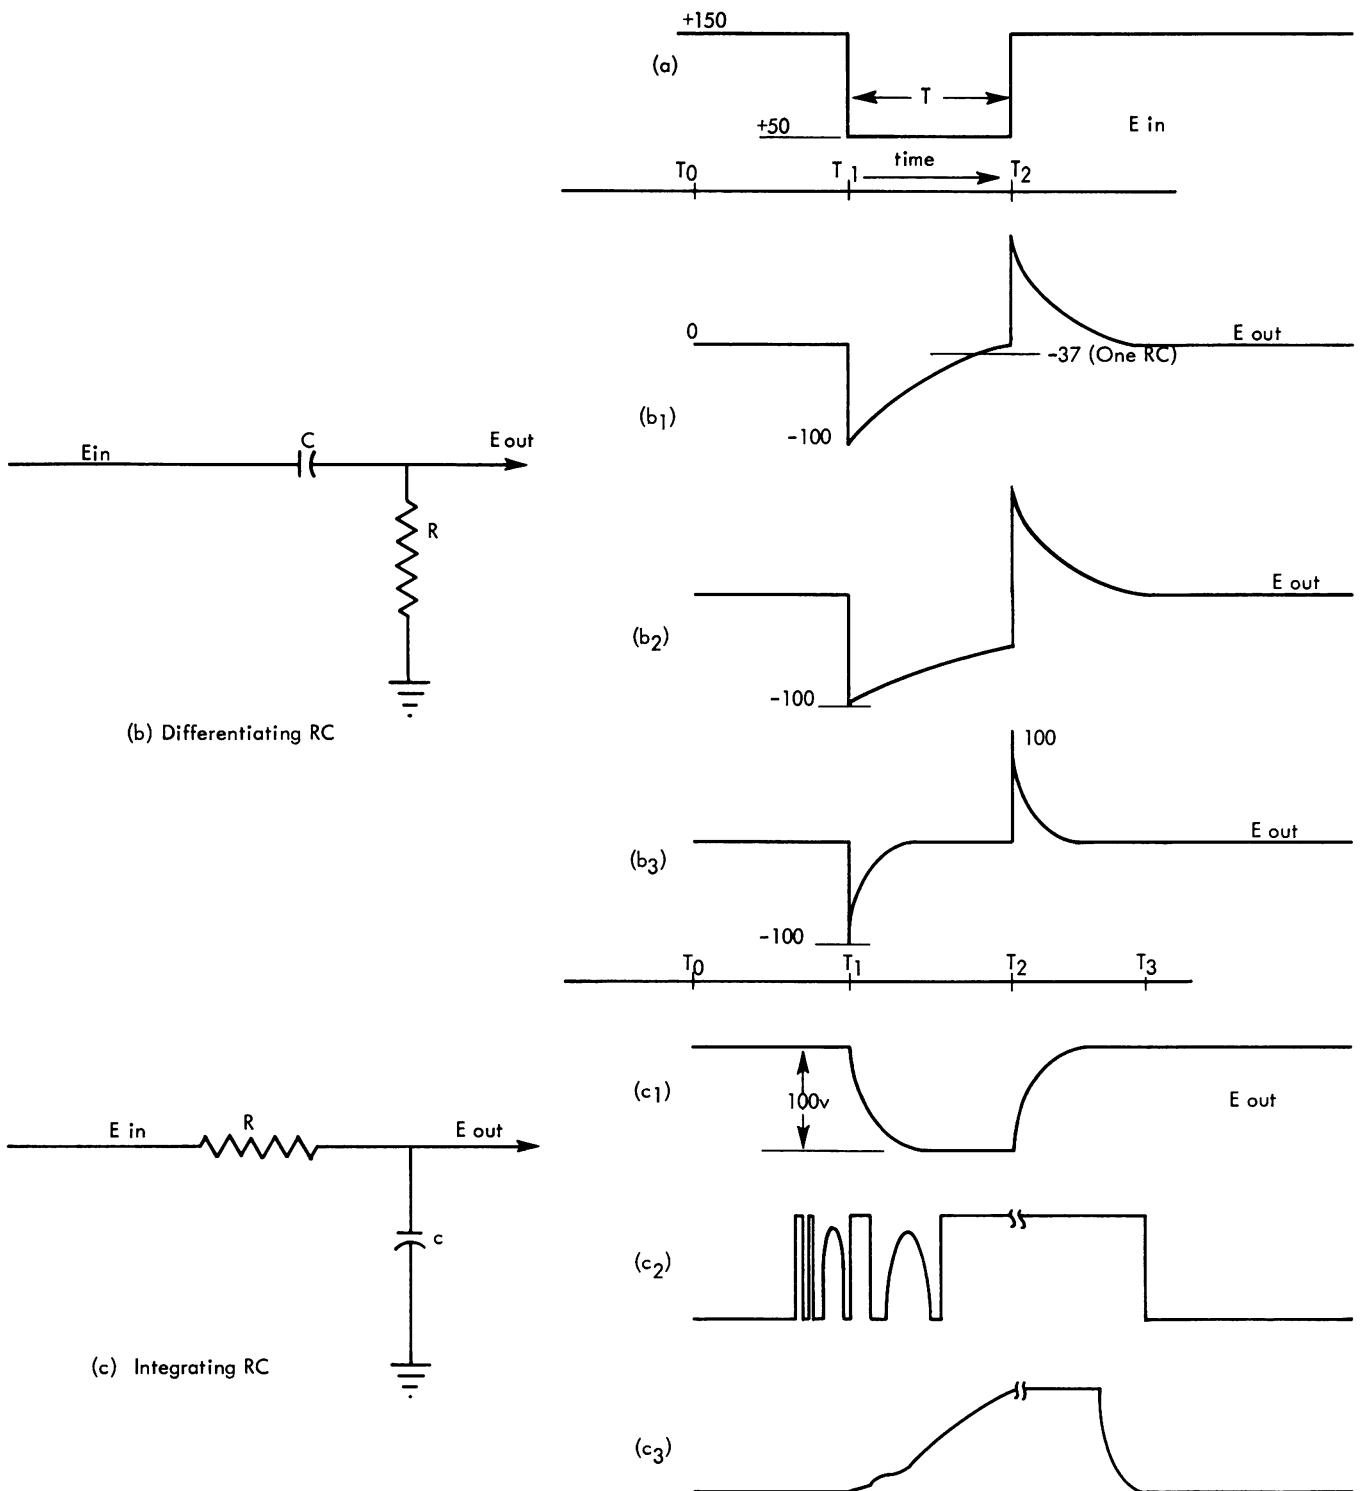 +150
(a)
T
+50
E in
time
T0
T1
T2
0
E out
-37 (One RC)
(b1)
-100
Ein
C
E out
R
E out
(b2)
-100
(b) Differentiating RC
100
E out
(b3)
-100
T0
T1
T2
T3
(c1)
100v
E out
E in
R
E out
c
(c2)
(c) Integrating RC
(c3)